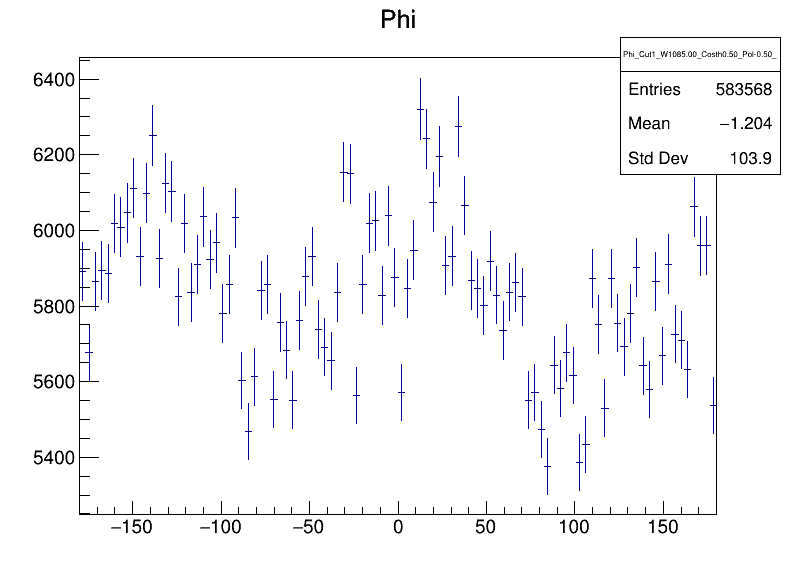 Phi
Phi_Cut1_W1085.00_Costh0.50_Pol-0.50_
Entries 583568
Mean −1.204
Std Dev 103.9
6400
6200
6000
5800
5600
5400
−150 −100 −50 0 50 100 150